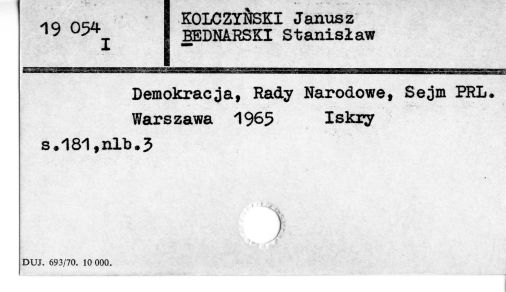 19 054
I
KOLCZYŃSKI Janusz
BEDNARSKI Stanisław
Demokracja, Rady Narodowe, Sejm PRL.
Warszawa 1965 Iskry
s.181,nlb.3
DUJ. 693/70. 10 000.